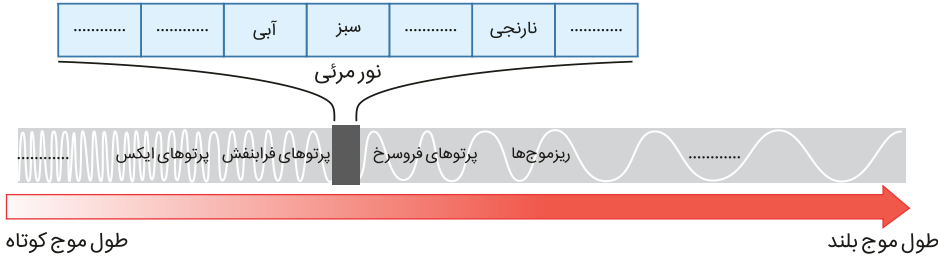 ............ نارنجی ............ سبز آبی ............ ............
نور مرئی
............ ریزموج‌ها پرتوهای فروسرخ پرتوهای فرابنفش پرتوهای ایکس ............
طول موج بلند طول موج کوتاه